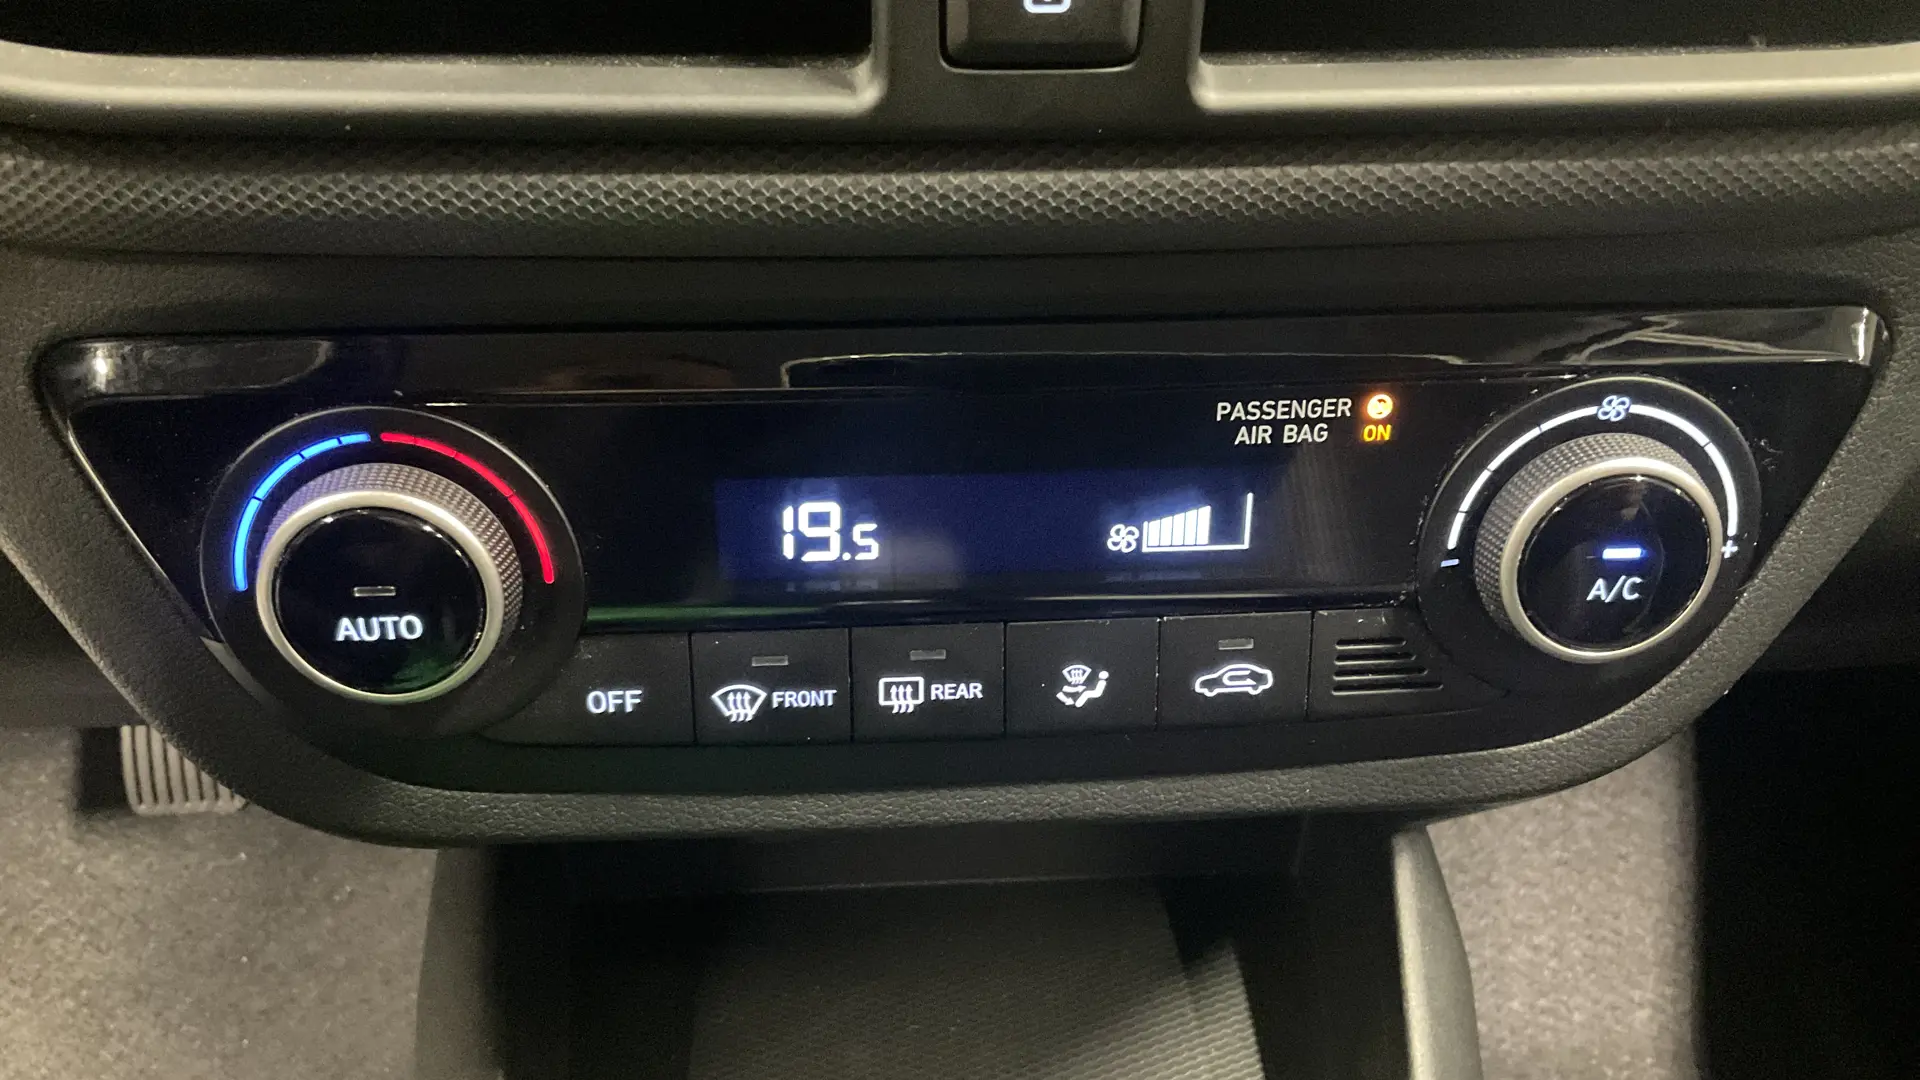 PASSENGER
AIR BAG ON
19.5
- +
A/C
AUTO
OFF
FRONT
REAR